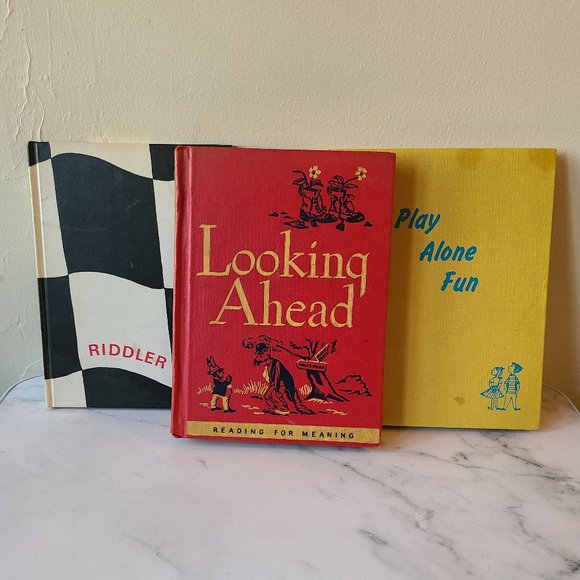 RIDDLER
Looking
Ahead
READING FOR MEANING
Play
Alone
Fun